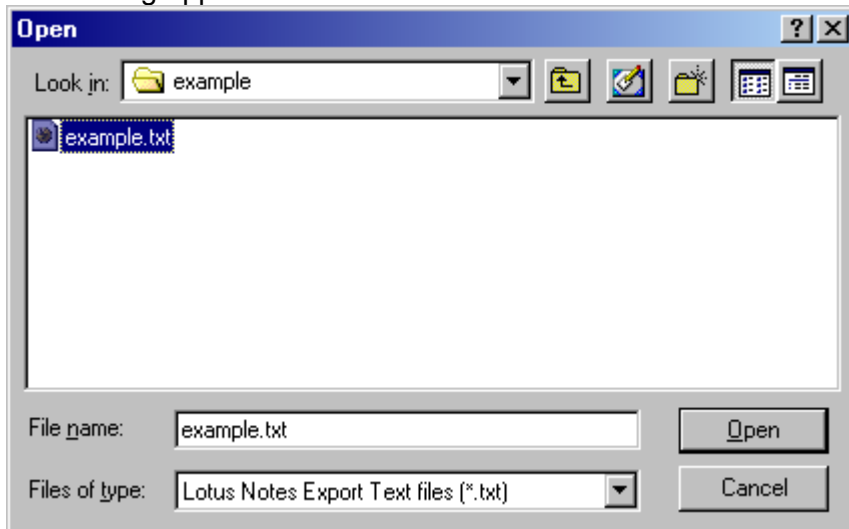 Open
Look in: example
example.txt
File name: example.txt Open
Files of type: Lotus Notes Export Text files (*.txt) Cancel